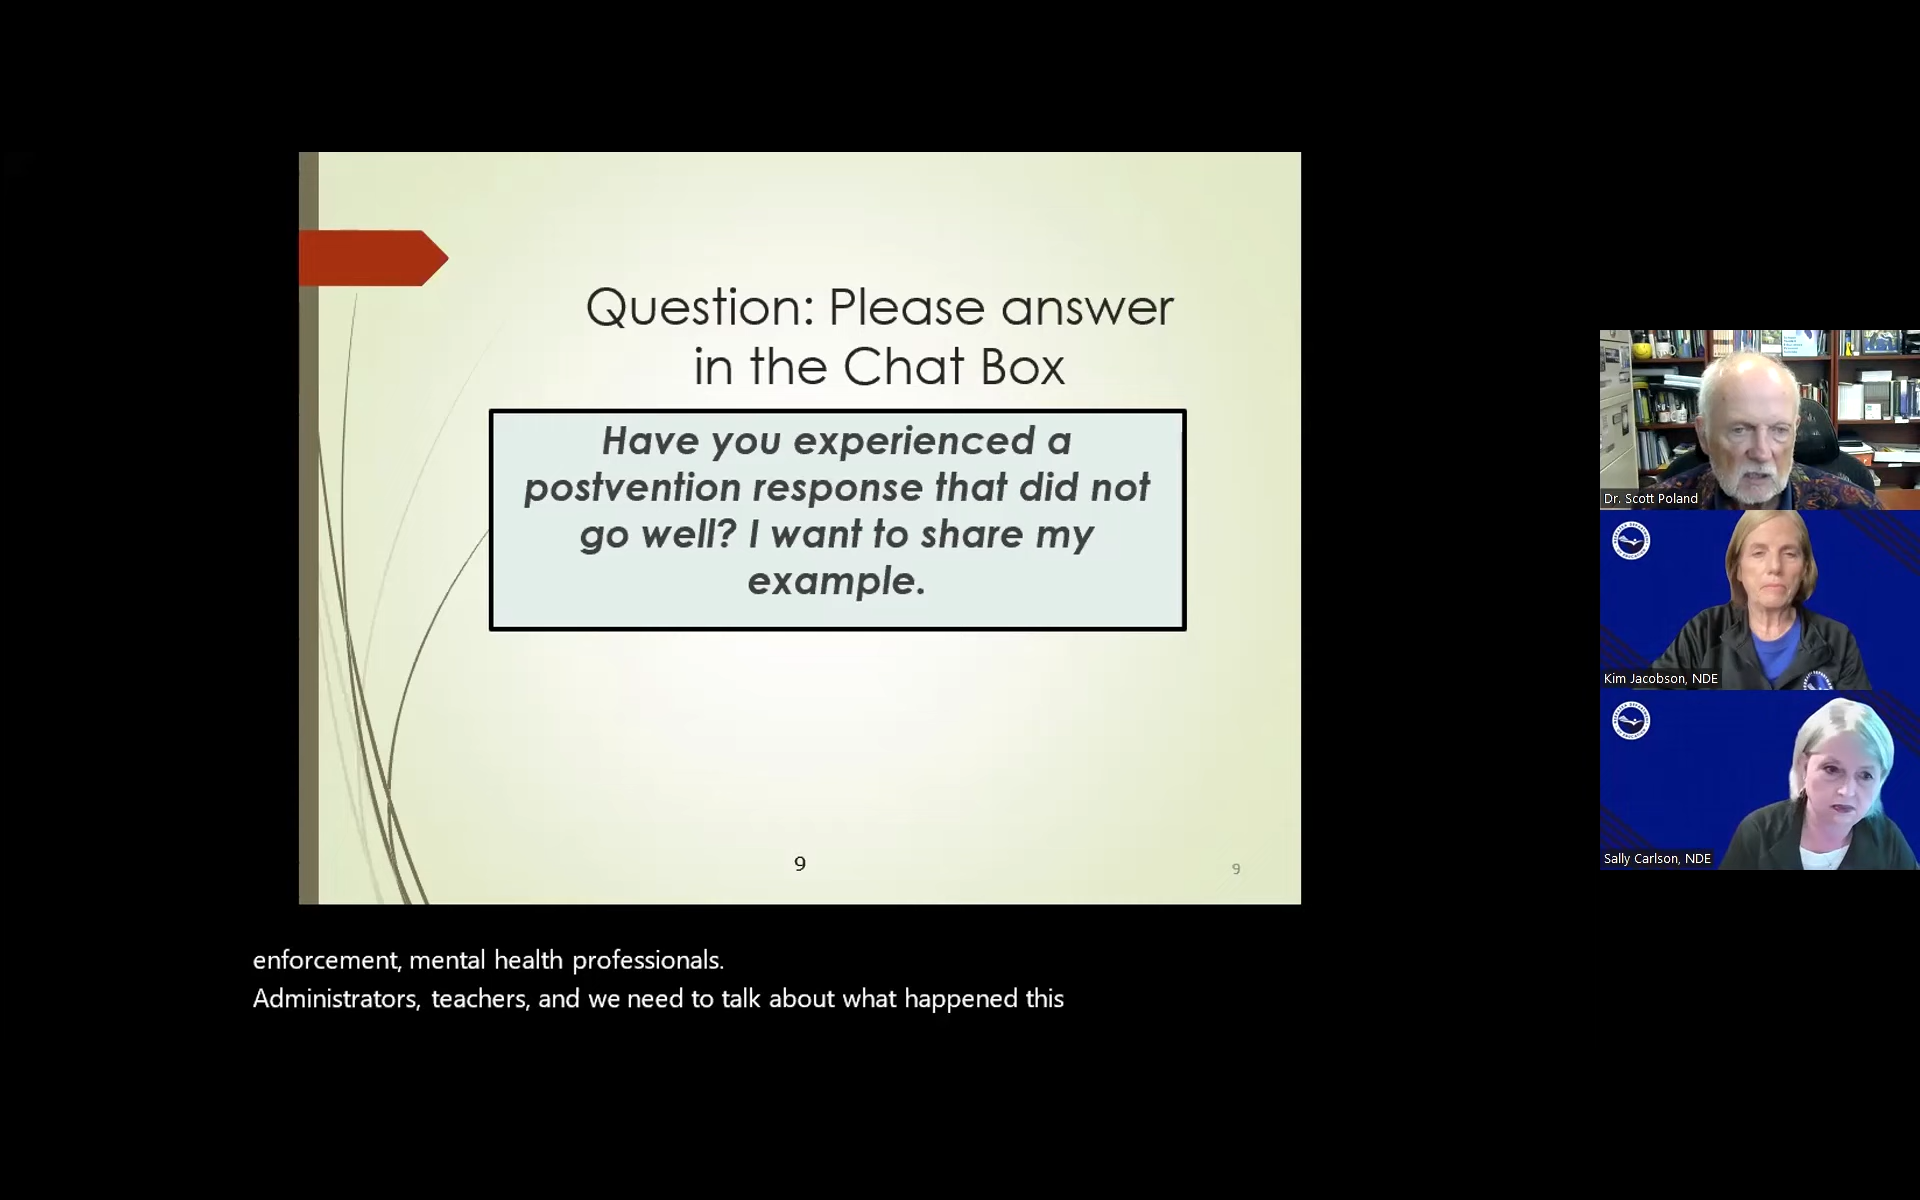 Question: Please answer
in the Chat Box
Have you experienced a
postvention response that did not
go well? I want to share my
example.
9
9
Dr. Scott Poland
Kim Jacobson, NDE
Sally Carlson, NDE
enforcement, mental health professionals.
Administrators, teachers, and we need to talk about what happened this